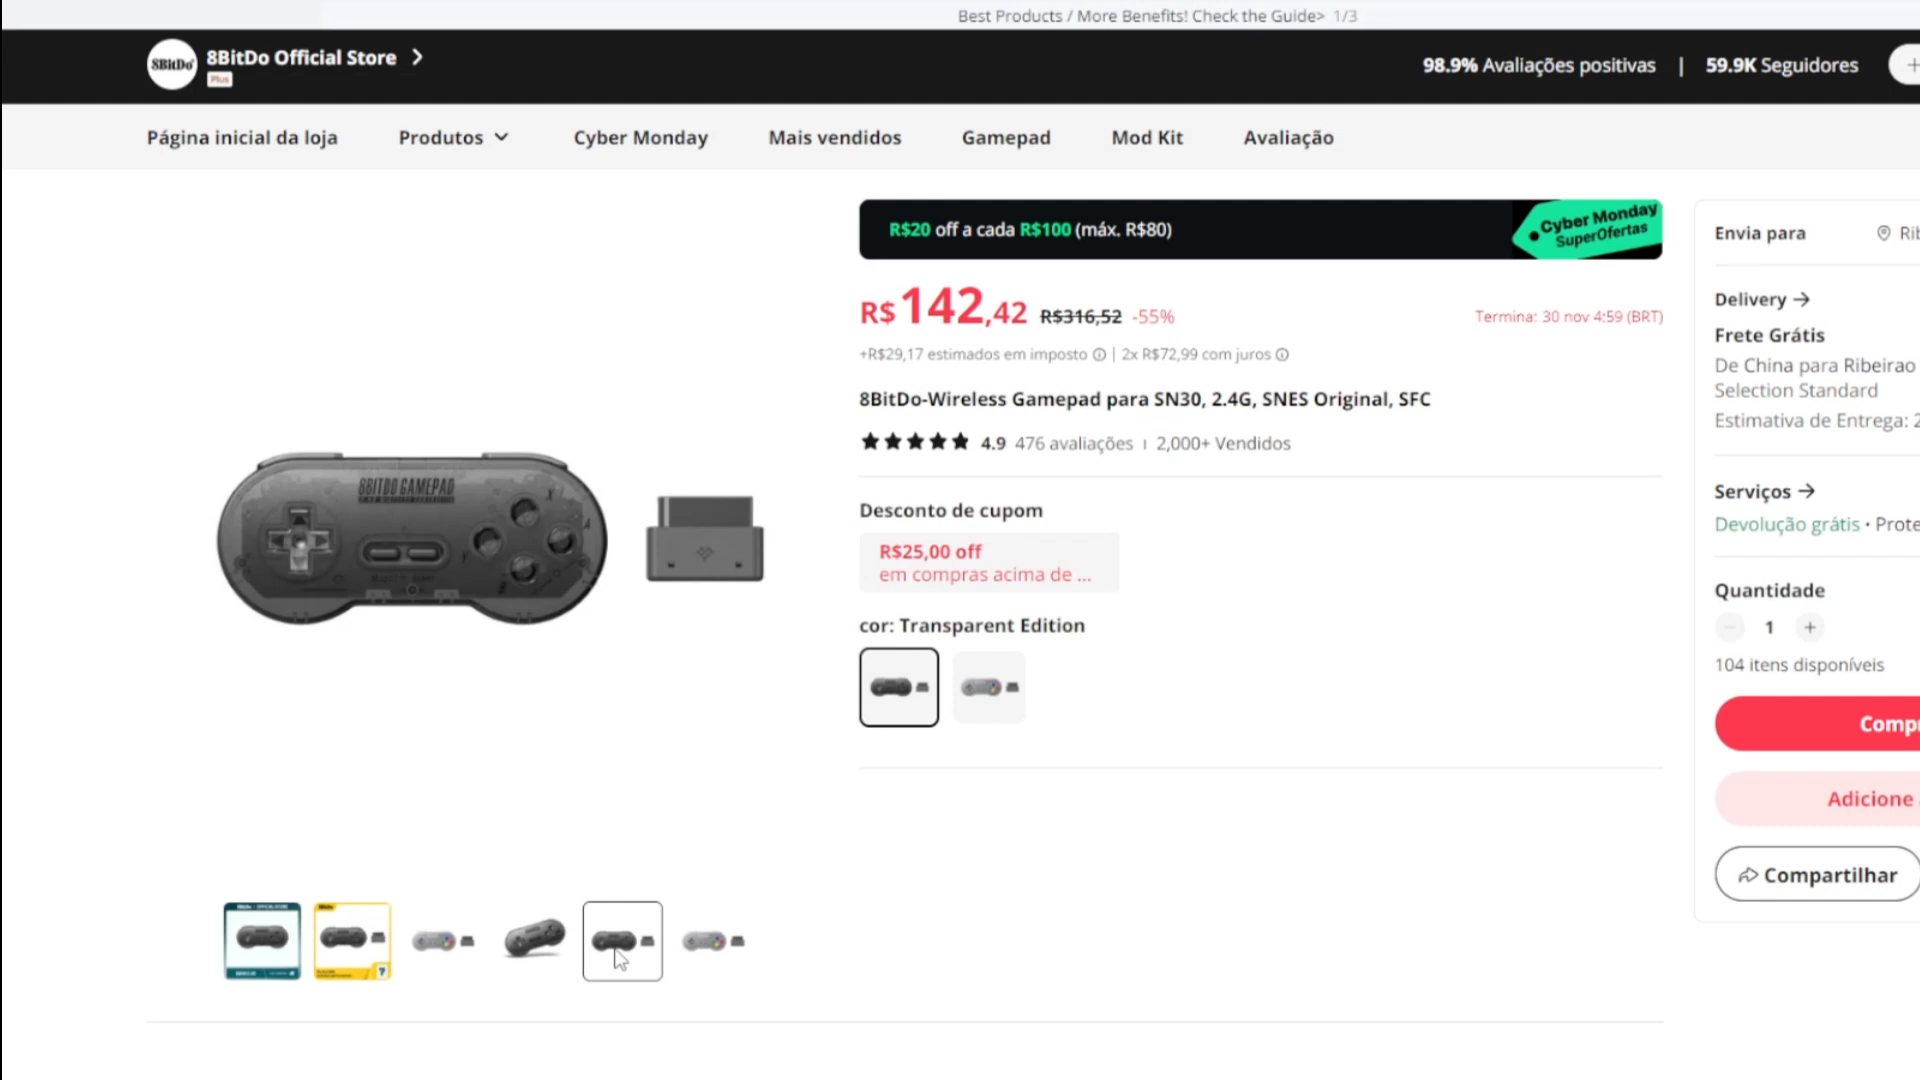 Best Products / More Benefits! Check the Guide> 1/3
8BitDo
8BitDo Official Store
Plus
98.9% Avaliações positivas | 59.9K Seguidores
Página inicial da loja
Produtos
Cyber Monday
Mais vendidos
Gamepad
Mod Kit
Avaliação
R$20 off a cada R$100 (máx. R$80)
Cyber Monday
SuperOfertas
R$142,42 R$316,52 -55%
Termina: 30 nov 4:59 (BRT)
+R$29,17 estimados em imposto | 2x R$72,99 com juros
8BitDo-Wireless Gamepad para SN30, 2.4G, SNES Original, SFC
4.9 476 avaliações | 2,000+ Vendidos
8BITDO GAMEPAD
X
A
Y
Desconto de cupom
R$25,00 off
em compras acima de ...
cor: Transparent Edition
Envia para
Rib
Delivery
Frete Grátis
De China para Ribeirao
Selection Standard
Estimativa de Entrega: 2
Serviços
Devolução grátis · Prote
Quantidade
1
104 itens disponíveis
Compr
Adicione
Compartilhar